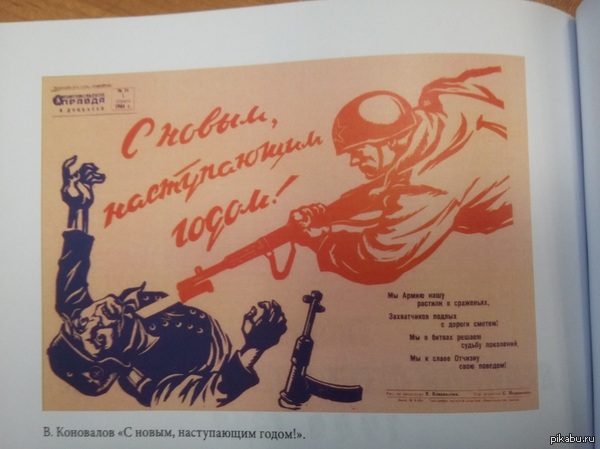 ПРАВДА
С новым,
наступающим
годом!
Мы Армию нашу
растили в сраженьях,
Захватчиков подлых
с дороги сметем!
Мы в битвах решаем
судьбу поколений,
Мы к славе Отчизну
свою поведем!
В. Коновалов «С новым, наступающим годом!».
pikabu.ru